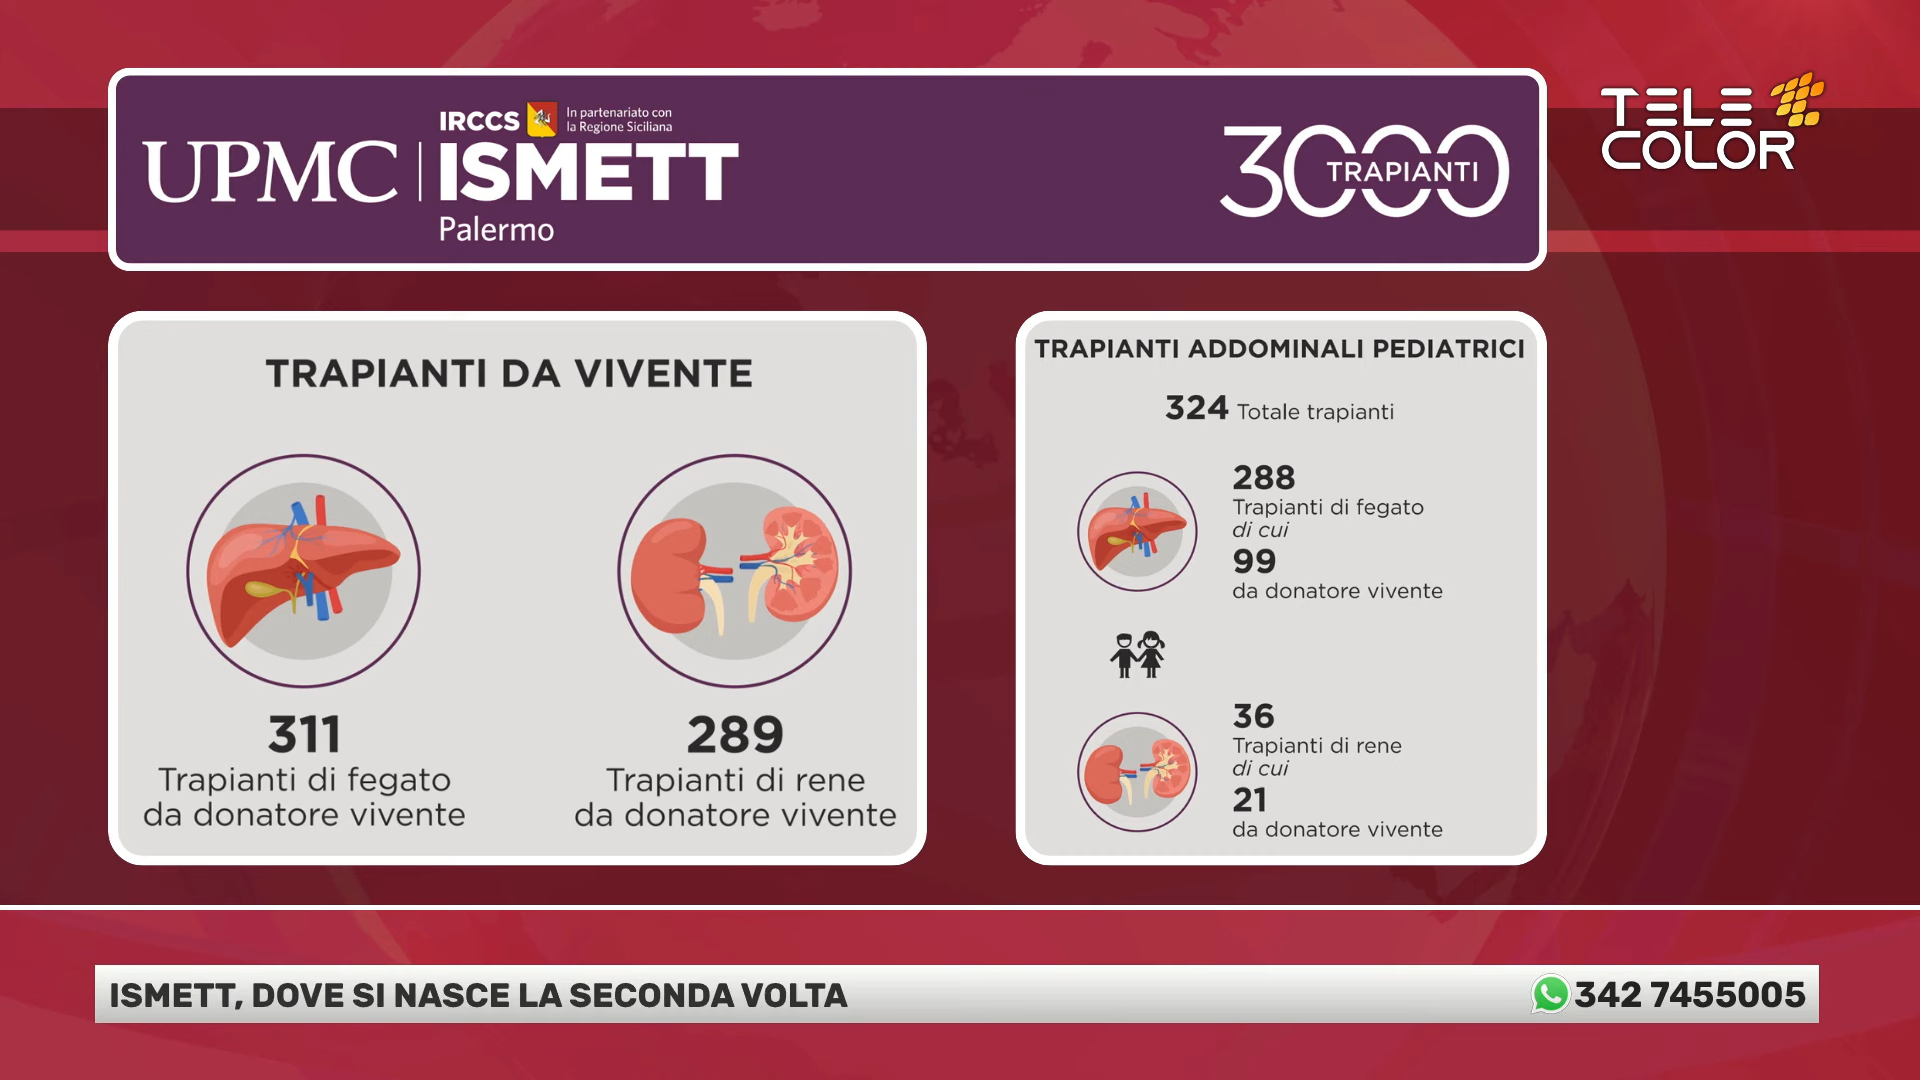 IRCCS
In partenariato con
la Regione Siciliana
UPMC
ISMETT
Palermo
3000
TRAPIANTI
TELE
COLOR
TRAPIANTI DA VIVENTE
311
Trapianti di fegato
da donatore vivente
289
Trapianti di rene
da donatore vivente
TRAPIANTI ADDOMINALI PEDIATRICI
324 Totale trapianti
288
Trapianti di fegato
di cui
99
da donatore vivente
36
Trapianti di rene
di cui
21
da donatore vivente
ISMETT, DOVE SI NASCE LA SECONDA VOLTA
342 7455005